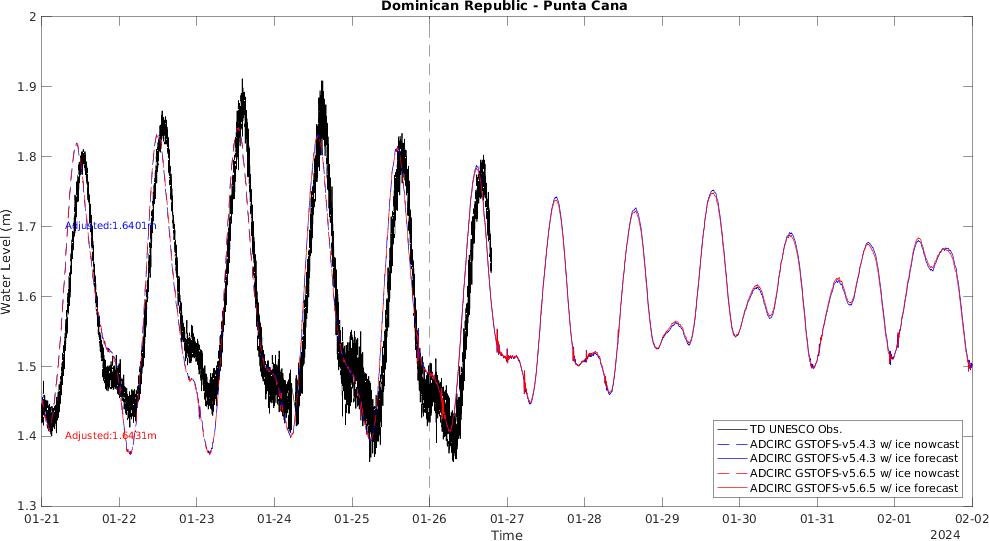 Dominican Republic - Punta Cana
2
1.9
1.8
1.7
1.6
1.5
1.4
1.3
Water Level (m)
Adjusted:1.6401m
Adjusted:1.6431m
TD UNESCO Obs.
ADCIRC GSTOFS-v5.4.3 w/ ice nowcast
ADCIRC GSTOFS-v5.4.3 w/ ice forecast
ADCIRC GSTOFS-v5.6.5 w/ ice nowcast
ADCIRC GSTOFS-v5.6.5 w/ ice forecast
01-21 01-22 01-23 01-24 01-25 01-26 01-27 01-28 01-29 01-30 01-31 02-01 02-02
Time
2024